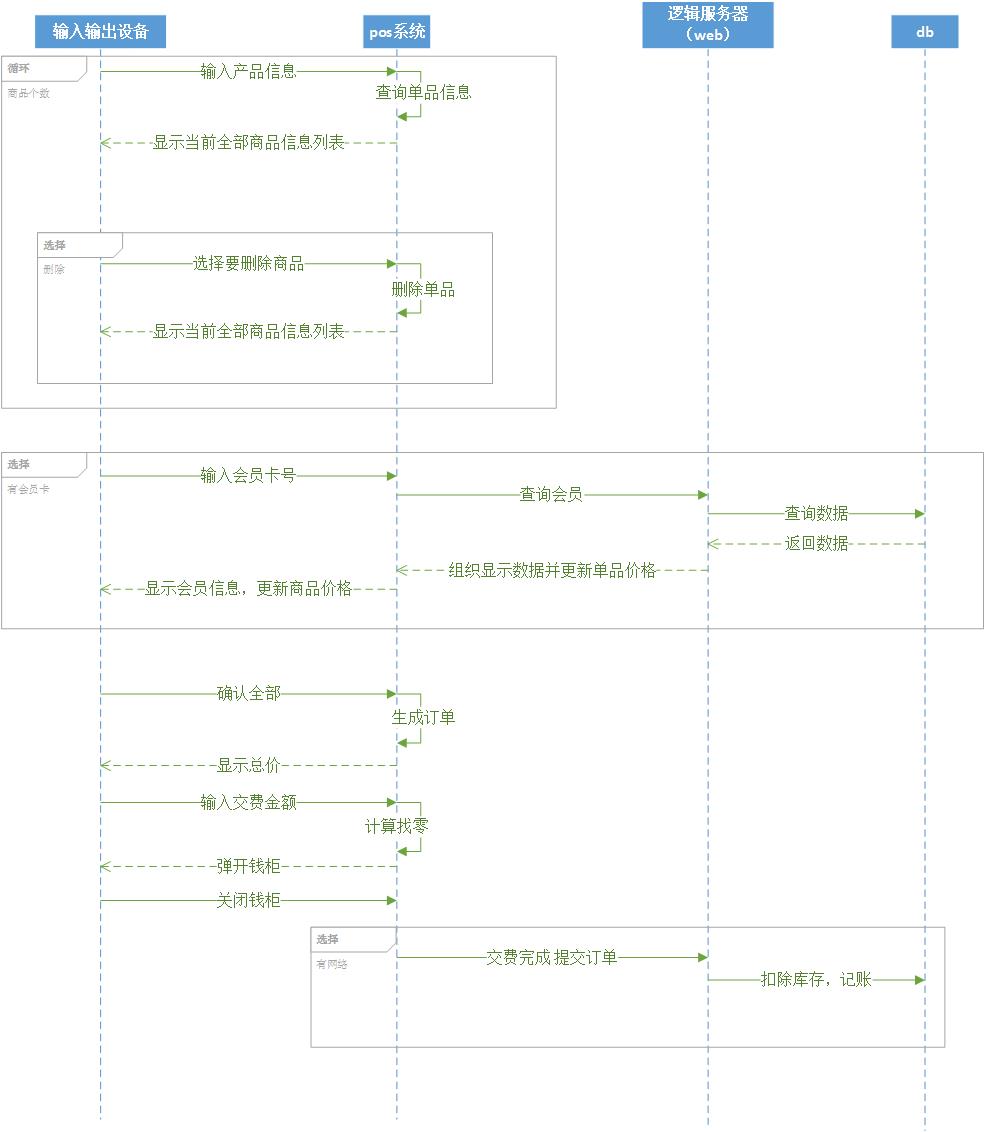 输入输出设备
pos系统
逻辑服务器
（web）
db
循环
商品个数
输入产品信息
查询单品信息
显示当前全部商品信息列表
选择
删除
选择要删除商品
删除单品
显示当前全部商品信息列表
选择
有会员卡
输入会员卡号
查询会员
查询数据
返回数据
组织显示数据并更新单品价格
显示会员信息，更新商品价格
确认全部
生成订单
显示总价
输入交费金额
计算找零
弹开钱柜
关闭钱柜
选择
有网络
交费完成 提交订单
扣除库存，记账